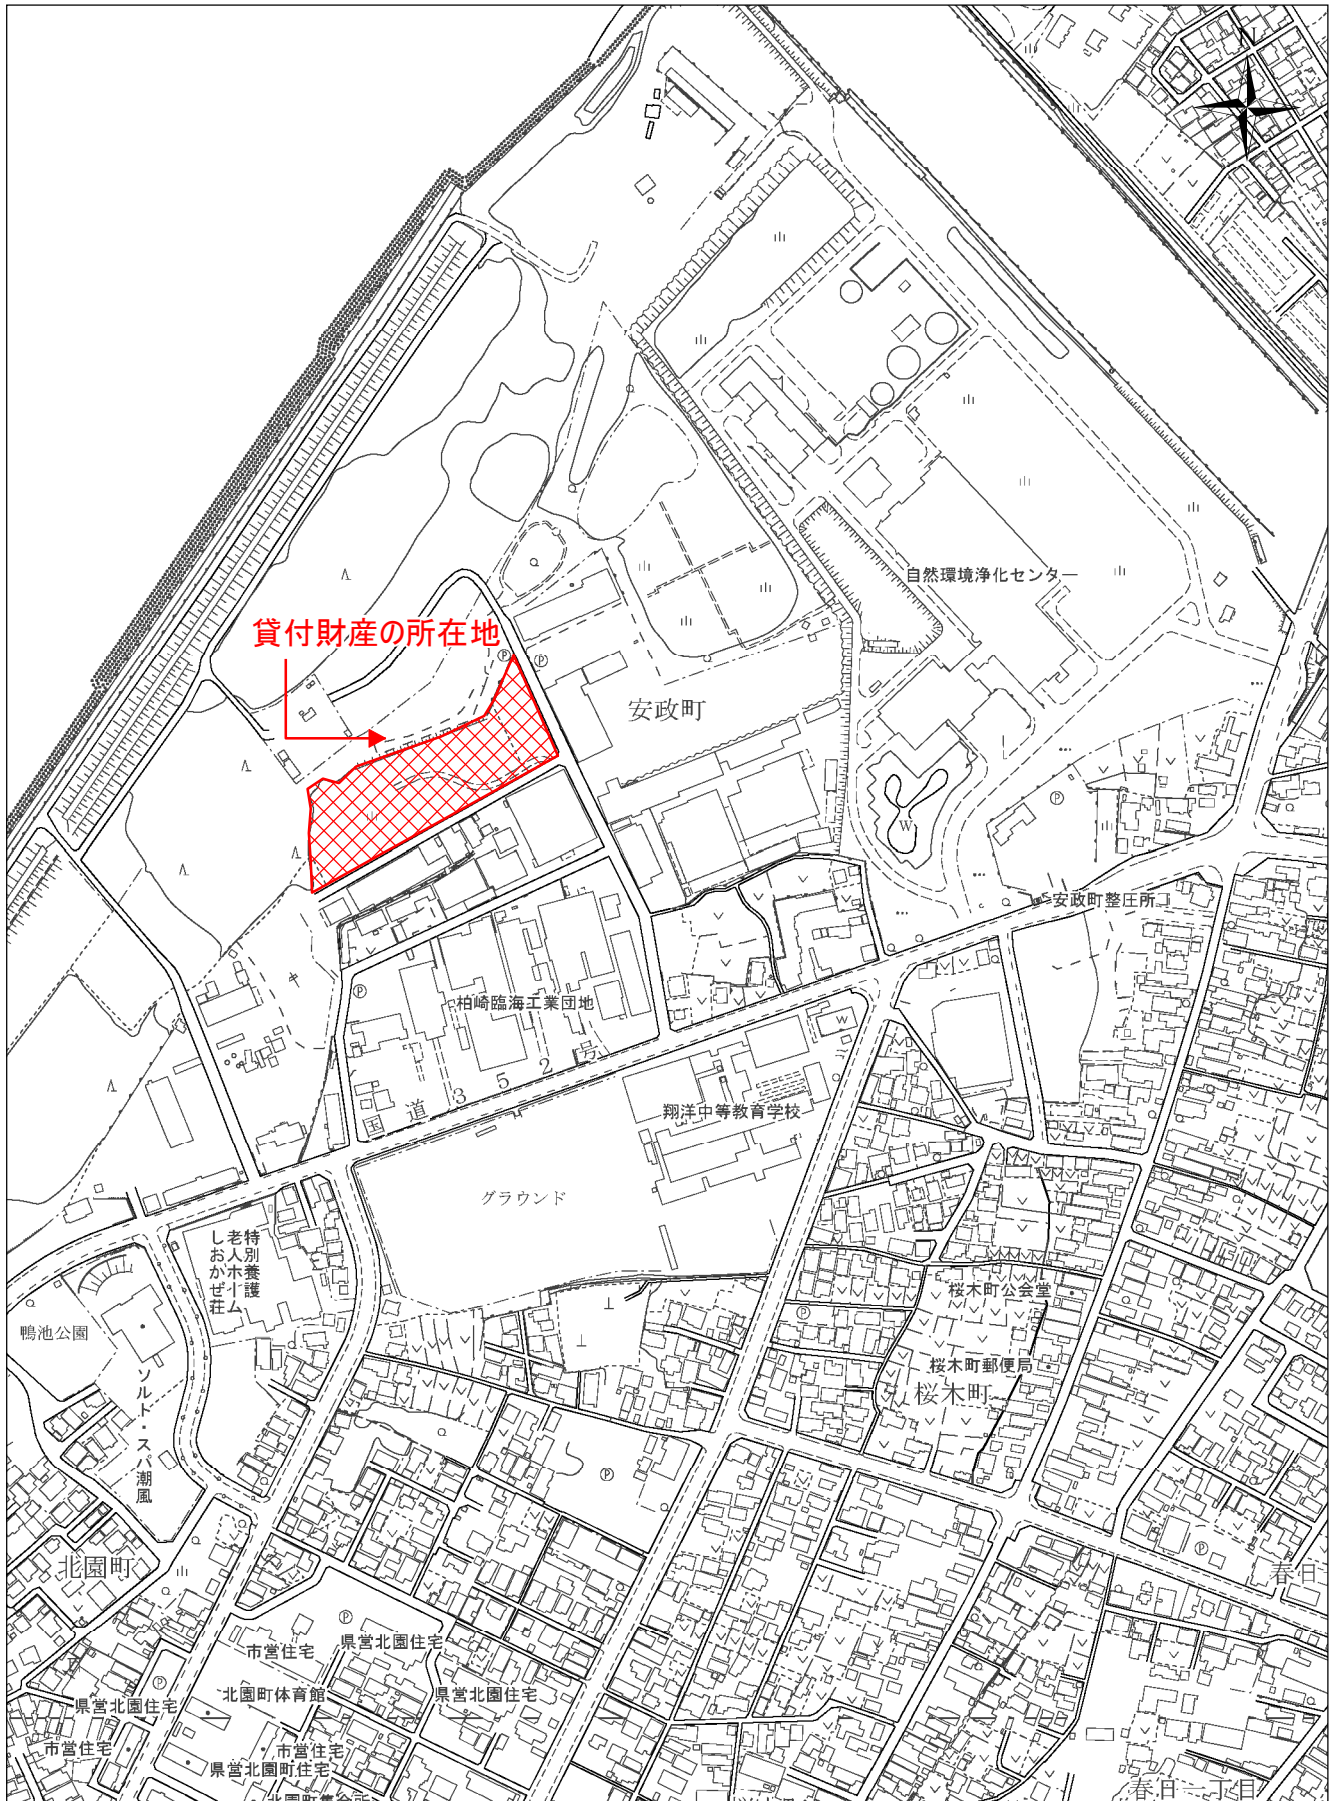 N
自然環境浄化センター
貸付財産の所在地
安政町
W
安政町整圧所
柏崎臨海工業団地
国道352号
W
翔洋中等教育学校
グラウンド
特別養護
老人ホーム
しおかぜ荘
鴨池公園
ソルト・スパ潮風
桜木町公会堂
桜木町郵便局
桜木町
北園町
春日
市営住宅
県営北園住宅
北園町体育館
県営北園住宅
県営北園住宅
市営住宅
市営住宅
県営北園町住宅
北園町集会所
春日一丁目